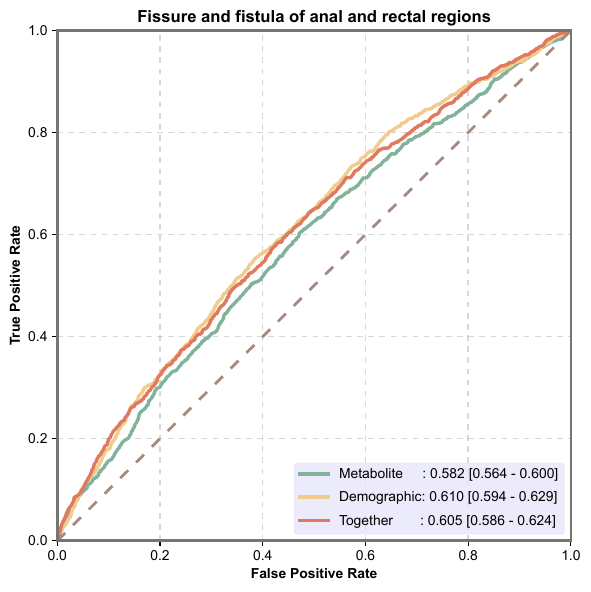 Fissure and fistula of anal and rectal regions
1.0
0.8
0.6
0.4
0.2
0.0
True Positive Rate
Metabolite : 0.582 [0.564 - 0.600]
Demographic: 0.610 [0.594 - 0.629]
Together : 0.605 [0.586 - 0.624]
0.0 0.2 0.4 0.6 0.8 1.0
False Positive Rate